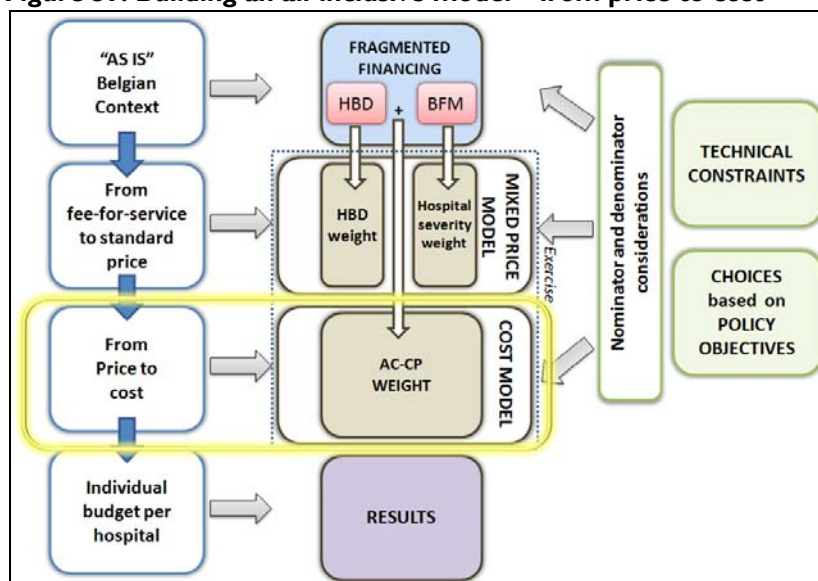 Building an all-inclusive model – from price to cost
"AS IS"
Belgian
Context
FRAGMENTED
FINANCING
HBD
+
BFM
From
fee-for-service
to standard
price
HBD
weight
Hospital
severity
weight
MIXED PRICE
MODEL
Exercise
From
Price to
cost
AC-CP
WEIGHT
COST MODEL
Individual
budget per
hospital
RESULTS
Nominator and denominator
considerations
TECHNICAL
CONSTRAINTS
CHOICES
based on
POLICY
OBJECTIVES